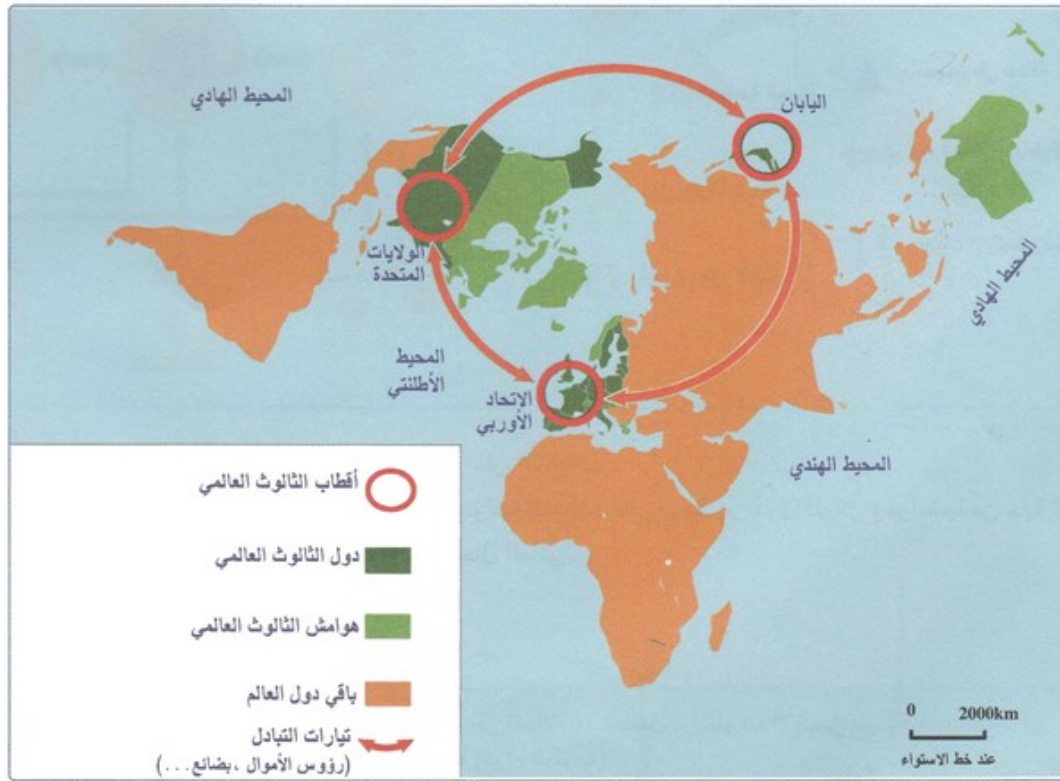 المحيط الهادي
اليابان
الولايات
المتحدة
المحيط الهادي
المحيط
الأطلنتي
الاتحاد
الأوربي
المحيط الهندي
أقطاب الثالوث العالمي
دول الثالوث العالمي
هوامش الثالوث العالمي
باقي دول العالم
تيارات التبادل
(رؤوس الأموال ،بضائع...)
0 2000km
عند خط الاستواء